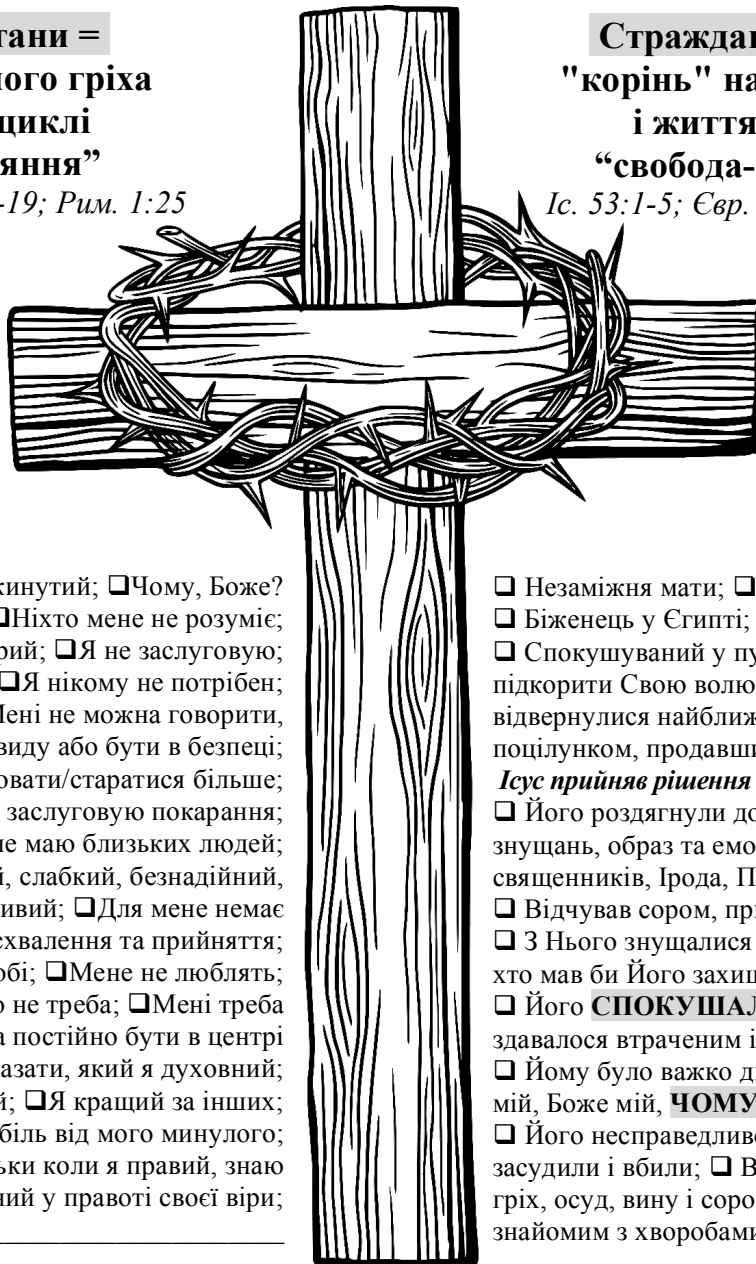 тани =
ного гріха
циклі
яння”
-19; Рим. 1:25
Страждан
"корінь" на
і життя
“свобода-
Іс. 53:1-5; Євр.
кинутий; ❑Чому, Боже?
❑Ніхто мене не розуміє;
рий; ❑Я не заслуговую;
❑Я нікому не потрібен;
Мені не можна говорити,
виду або бути в безпеці;
ювати/старатися більше;
заслуговую покарання;
не маю близьких людей;
й, слабкий, безнадійний,
ивий; ❑Для мене немає
схвалення та прийняття;
обі; ❑Мене не люблять;
о не треба; ❑Мені треба
а постійно бути в центрі
азати, який я духовний;
й; ❑Я кращий за інших;
біль від мого минулого;
ьки коли я правий, знаю
ний у правоті своєї віри;
❑ Незаміжня мати; ❑
❑ Біженець у Єгипті;
❑ Спокушуваний у пу
підкорити Свою волю
відвернулися найближ
поцілунком, продавши
Ісус прийняв рішення
❑ Його роздягнули до
знущань, образ та емо
священників, Ірода, П
❑ Відчував сором, при
❑ З Нього знущалися
хто мав би Його захищ
❑ Його СПОКУШАЛ
здавалося втраченим і
❑ Йому було важко ди
мій, Боже мій, ЧОМУ
❑ Його несправедливо
засудили і вбили; ❑ В
гріх, осуд, вину і соро
знайомим з хворобами